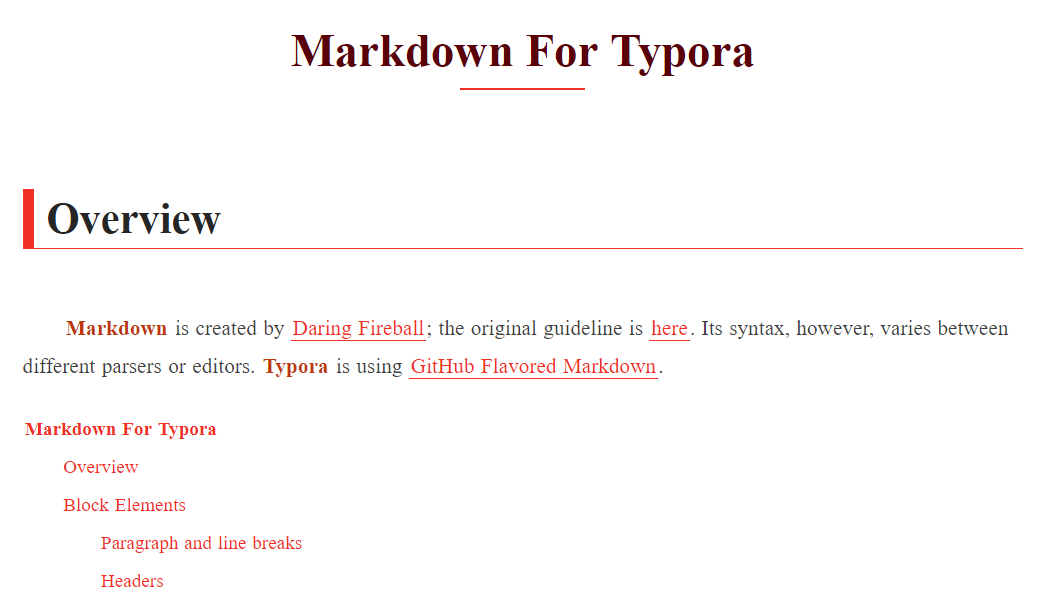 Markdown For Typora
Overview
Markdown is created by Daring Fireball; the original guideline is here. Its syntax, however, varies between
different parsers or editors. Typora is using GitHub Flavored Markdown.
Markdown For Typora
Overview
Block Elements
Paragraph and line breaks
Headers